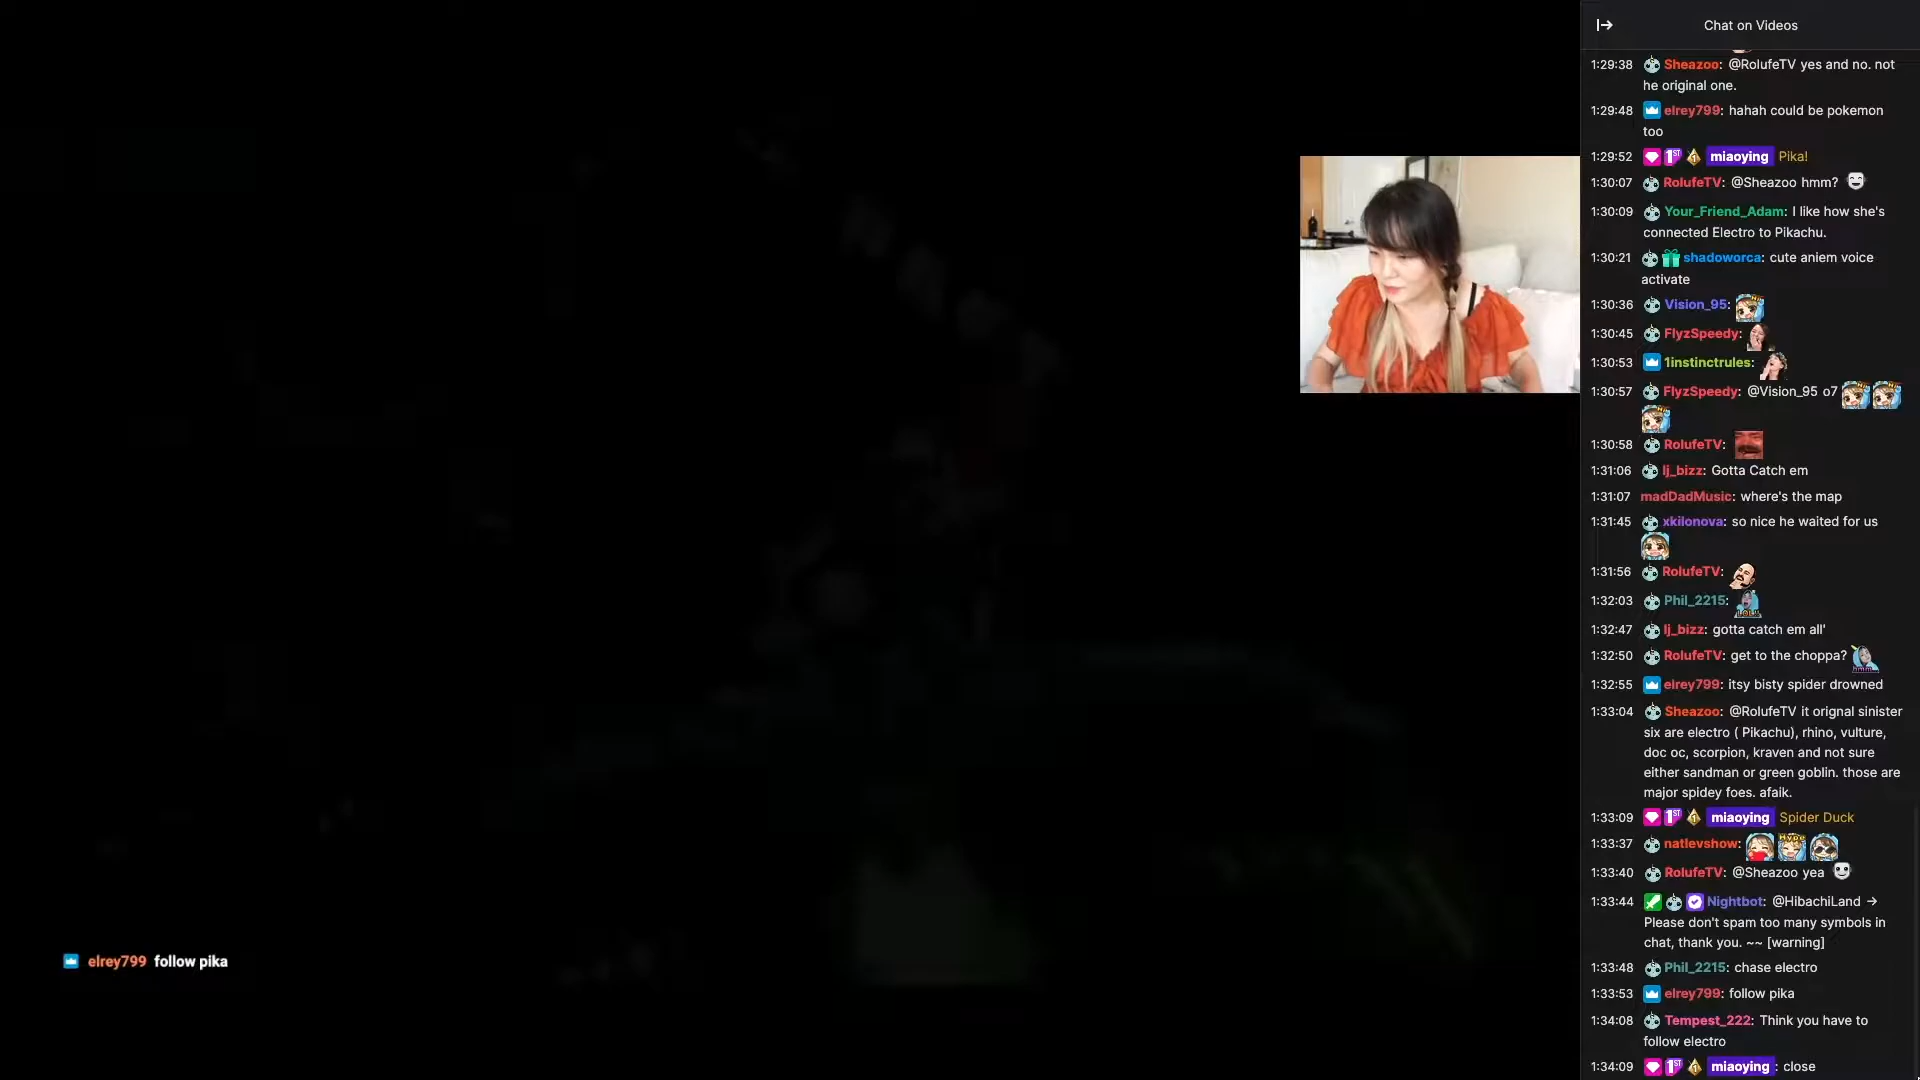 Chat on Videos
1:29:38 Sheazoo: @RolufeTV yes and no. not
he original one.
1:29:48 elrey799: hahah could be pokemon
too
1:29:52 miaoying Pika!
1:30:07 RolufeTV: @Sheazoo hmm?
1:30:09 Your_Friend_Adam: I like how she's
connected Electro to Pikachu.
1:30:21 shadoworca: cute aniem voice
activate
1:30:36 Vision_95:
1:30:45 FlyzSpeedy:
1:30:53 1instinctrules:
1:30:57 FlyzSpeedy: @Vision_95 o7
1:30:58 RolufeTV:
1:31:06 lj_bizz: Gotta Catch em
1:31:07 madDadMusic: where's the map
1:31:45 xkilonova: so nice he waited for us
1:31:56 RolufeTV:
1:32:03 Phil_2215:
1:32:47 lj_bizz: gotta catch em all'
1:32:50 RolufeTV: get to the choppa?
1:32:55 elrey799: itsy bisty spider drowned
1:33:04 Sheazoo: @RolufeTV it orignal sinister
six are electro ( Pikachu), rhino, vulture,
doc oc, scorpion, kraven and not sure
either sandman or green goblin. those are
major spidey foes. afaik.
1:33:09 miaoying Spider Duck
1:33:37 natlevshow:
1:33:40 RolufeTV: @Sheazoo yea
1:33:44 Nightbot: @HibachiLand →
Please don't spam too many symbols in
chat, thank you. ~~ [warning]
1:33:48 Phil_2215: chase electro
1:33:53 elrey799: follow pika
1:34:08 Tempest_222: Think you have to
follow electro
1:34:09 miaoying : close
elrey799 follow pika